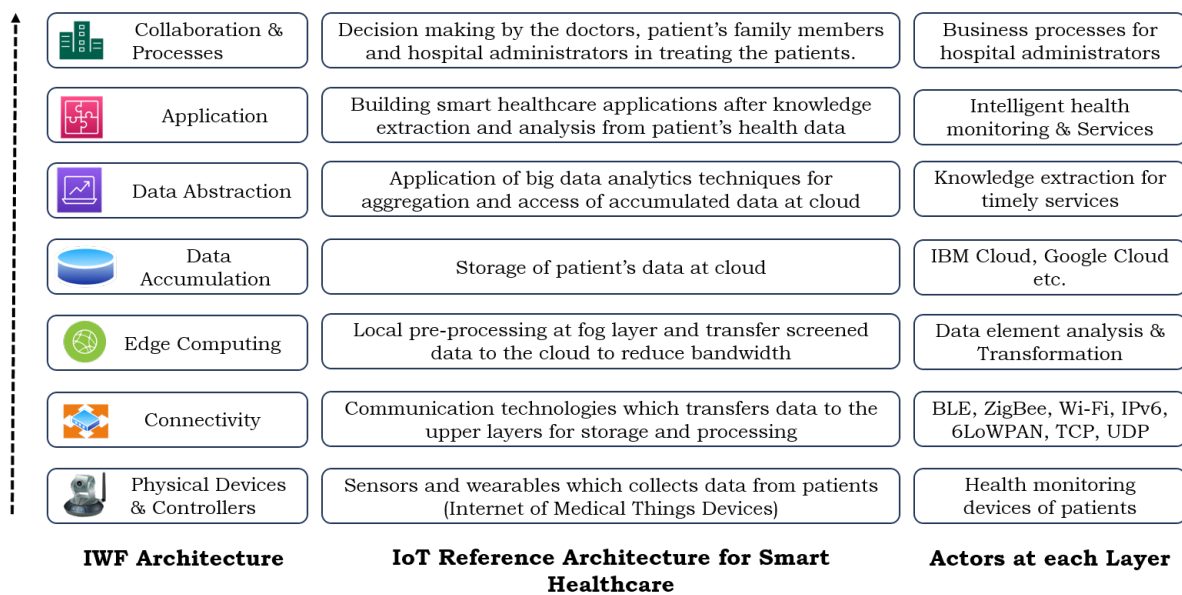 Collaboration &
Processes
Decision making by the doctors, patient's family members
and hospital administrators in treating the patients.
Business processes for
hospital administrators
Application
Building smart healthcare applications after knowledge
extraction and analysis from patient's health data
Intelligent health
monitoring & Services
Data Abstraction
Application of big data analytics techniques for
aggregation and access of accumulated data at cloud
Knowledge extraction for
timely services
Data
Accumulation
Storage of patient's data at cloud
IBM Cloud, Google Cloud
etc.
Edge Computing
Local pre-processing at fog layer and transfer screened
data to the cloud to reduce bandwidth
Data element analysis &
Transformation
Connectivity
Communication technologies which transfers data to the
upper layers for storage and processing
BLE, ZigBee, Wi-Fi, IPv6,
6LoWPAN, TCP, UDP
Physical Devices
& Controllers
Sensors and wearables which collects data from patients
(Internet of Medical Things Devices)
Health monitoring
devices of patients
IWF Architecture
IoT Reference Architecture for Smart
Healthcare
Actors at each Layer